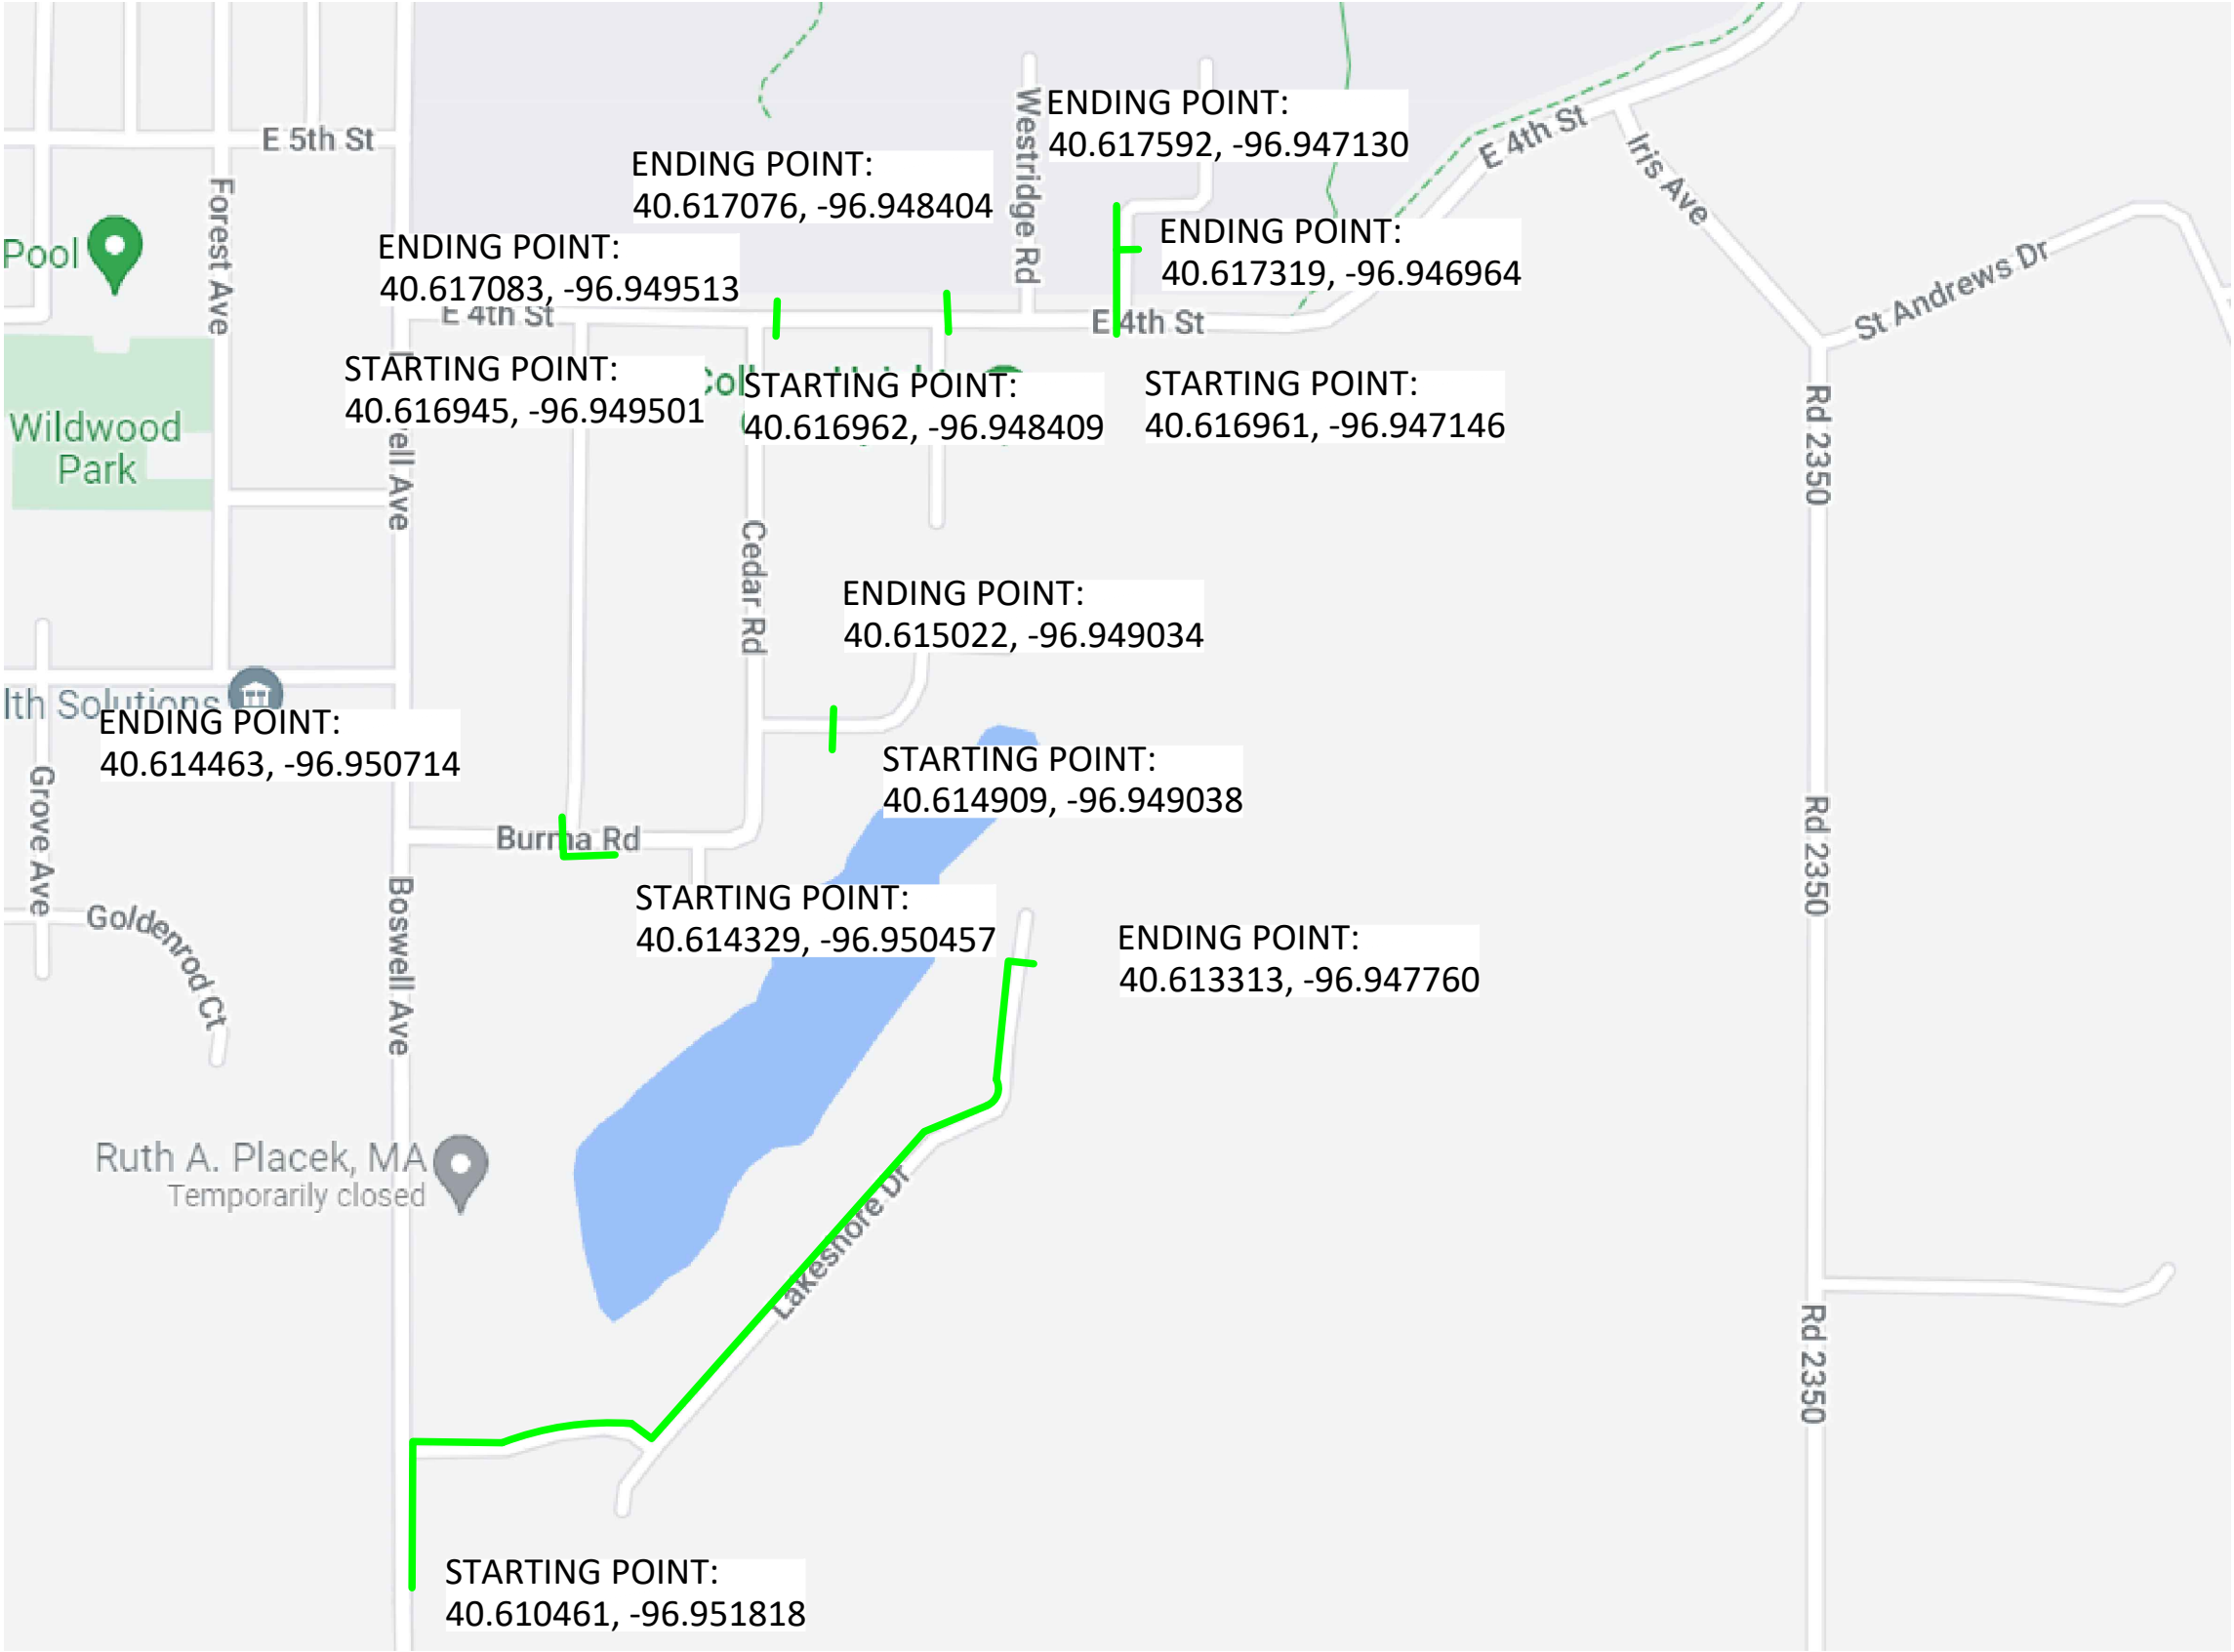 ENDING POINT:
40.617592, -96.947130
E 5th St
Westridge Rd
E 4th St
Iris Ave
ENDING POINT:
40.617076, -96.948404
Forest Ave
Pool
ENDING POINT:
40.617083, -96.949513
ENDING POINT:
40.617319, -96.946964
St Andrews Dr
E 4th St
E 4th St
STARTING POINT:
40.616945, -96.949501
STARTING POINT:
40.616962, -96.948409
STARTING POINT:
40.616961, -96.947146
Wildwood
Park
ell Ave
Rd 2350
Cedar Rd
ENDING POINT:
40.615022, -96.949034
lth Solutions
ENDING POINT:
40.614463, -96.950714
STARTING POINT:
40.614909, -96.949038
Grove Ave
Burma Rd
Rd 2350
STARTING POINT:
40.614329, -96.950457
Goldenrod Ct
Boswell Ave
ENDING POINT:
40.613313, -96.947760
Ruth A. Placek, MA
Temporarily closed
Lakeshore Dr
Rd 2350
STARTING POINT:
40.610461, -96.951818